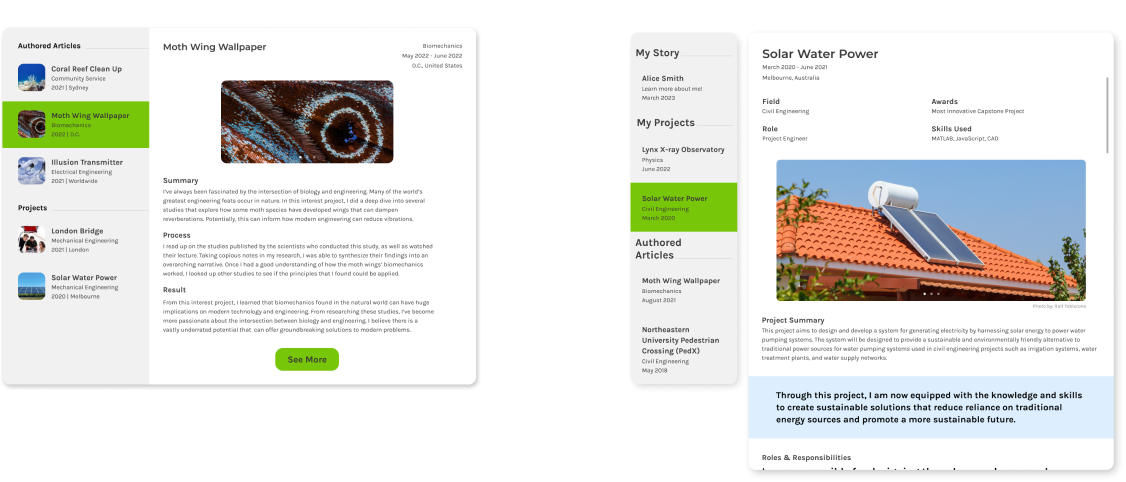 Authored Articles
Coral Reef Clean Up
Community Service
2021 | Sydney
Moth Wing Wallpaper
Biomechanics
2022 | D.C.
Illusion Transmitter
Electrical Engineering
2021 | Worldwide
Projects
London Bridge
Mechanical Engineering
2021 | London
Solar Water Power
Mechanical Engineering
2020 | Melbourne
Moth Wing Wallpaper
Biomechanics
May 2022 - June 2022
D.C., United States
Summary
I've always been fascinated by the intersection of biology and engineering. Many of the world's
greatest engineering feats occur in nature. In this interest project, I did a deep dive into several
studies that explore how some moth species have developed wings that can dampen
reverberations. Potentially, this can inform how modern engineering can reduce vibrations.
Process
I read up on the studies published by the scientists who conducted this study, as well as watched
their lecture. Taking copious notes in my research, I was able to synthesize their findings into an
overarching narrative. Once I had a good understanding of how the moth wings' biomechanics
worked, I looked up other studies to see if the principles that I found could be applied.
Result
From this interest project, I learned that biomechanics found in the natural world can have huge
implications on modern technology and engineering. From researching these studies, I've become
more passionate about the intersection between biology and engineering. I believe there is a
vastly underrated potential that can offer groundbreaking solutions to modern problems.
See More
My Story
Alice Smith
Learn more about me!
March 2023
My Projects
Lynx X-ray Observatory
Physics
June 2022
Solar Water Power
Civil Engineering
March 2020
Authored
Articles
Moth Wing Wallpaper
Biomechanics
August 2021
Northeastern
University Pedestrian
Crossing (PedX)
Civil Engineering
May 2019
Solar Water Power
March 2020 - June 2021
Melbourne, Australia
Field
Civil Engineering
Awards
Most Innovative Capstone Project
Role
Project Engineer
Skills Used
MATLAB, JavaScript, CAD
Photo by: Ralf
Project Summary
This project aims to design and develop a system for generating electricity by harnessing solar energy to power water
pumping systems. The system will be designed to provide a sustainable and environmentally friendly alternative to
traditional power sources for water pumping systems used in civil engineering projects such as irrigation systems, water
treatment plants, and water supply networks.
Through this project, I am now equipped with the knowledge and skills
to create sustainable solutions that reduce reliance on traditional
energy sources and promote a more sustainable future.
Roles & Responsibilities